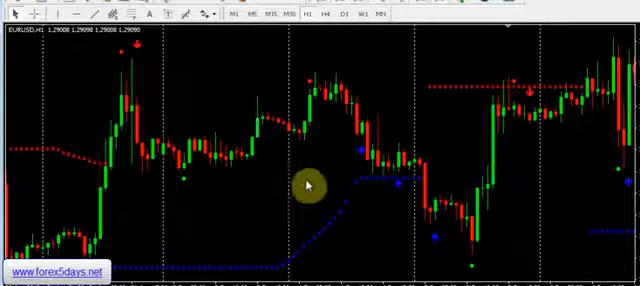 A T
M1 M5 M15 M30 H1 H4 D1 W1 MN
EURUSD,H1 1.29008 1.29098 1.29008 1.29090
www.forex5days.net